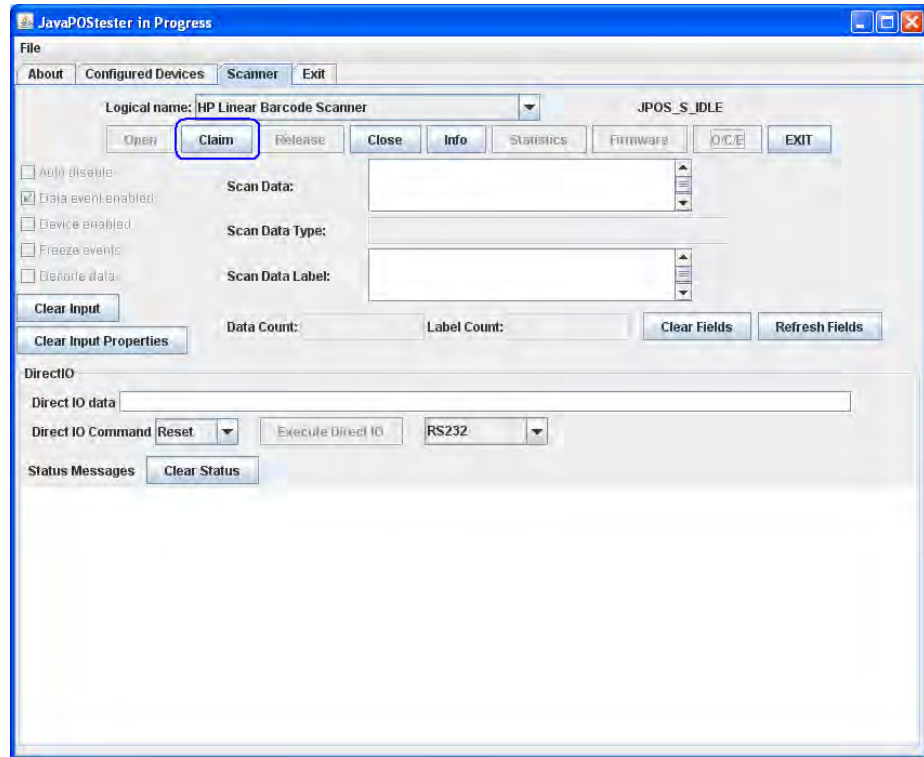 JavaPOStester in Progress
File
About Configured Devices Scanner Exit
Logical name: HP Linear Barcode Scanner JPOS_S_IDLE
Open Claim Release Close Info Statistics Firmware O/C/E EXIT
Auto disable
Data event enabled
Device enabled
Freeze events
Decode data
Scan Data:
Scan Data Type:
Scan Data Label:
Clear Input
Clear Input Properties
Data Count: Label Count: Clear Fields Refresh Fields
DirectIO
Direct IO data
Direct IO Command Reset Execute Direct IO RS232
Status Messages Clear Status